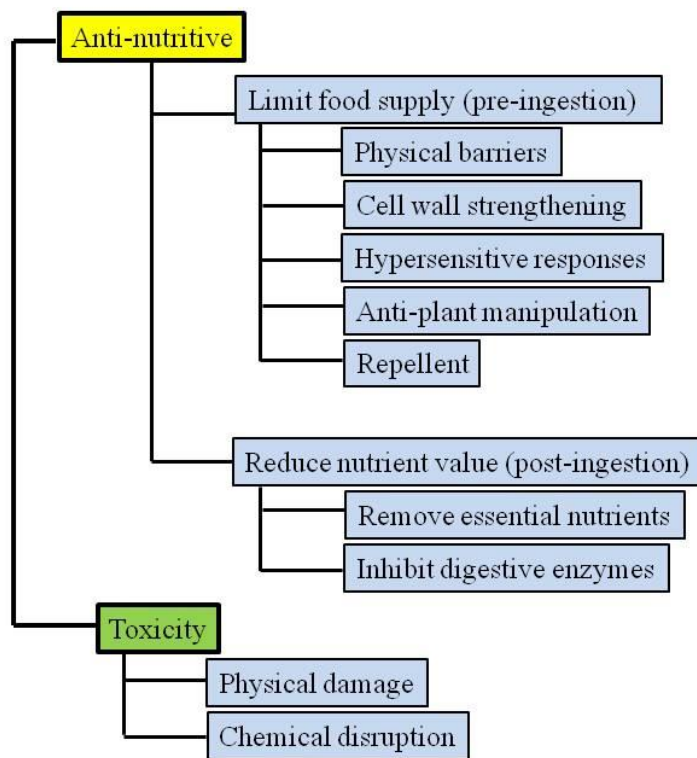 Anti-nutritive
Limit food supply (pre-ingestion)
Physical barriers
Cell wall strengthening
Hypersensitive responses
Anti-plant manipulation
Repellent
Reduce nutrient value (post-ingestion)
Remove essential nutrients
Inhibit digestive enzymes
Toxicity
Physical damage
Chemical disruption